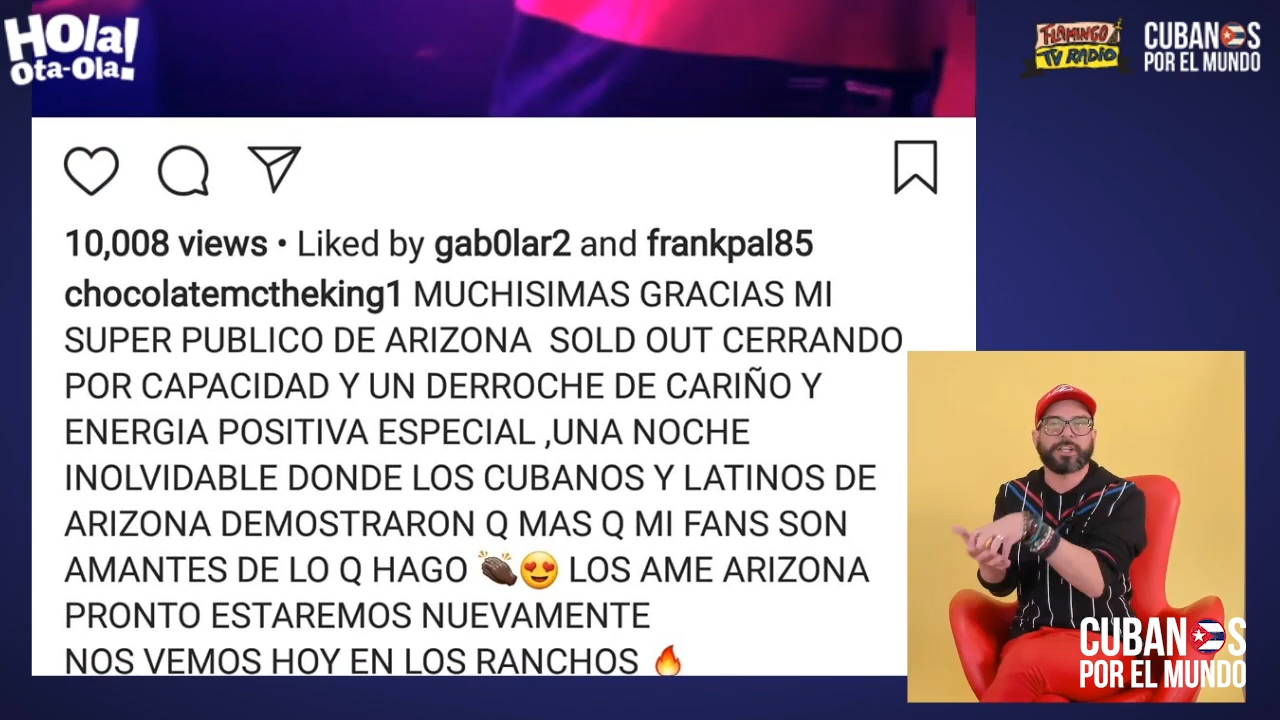 HOla!
Ota-Ola!
FLAMINGO
TV RADIO
CUBANOS
POR EL MUNDO
10,008 views • Liked by gab0lar2 and frankpal85
chocolatemctheking1 MUCHISIMAS GRACIAS MI
SUPER PUBLICO DE ARIZONA SOLD OUT CERRANDO
POR CAPACIDAD Y UN DERROCHE DE CARIÑO Y
ENERGIA POSITIVA ESPECIAL ,UNA NOCHE
INOLVIDABLE DONDE LOS CUBANOS Y LATINOS DE
ARIZONA DEMOSTRARON Q MAS Q MI FANS SON
AMANTES DE LO Q HAGO 👏🏿😍 LOS AME ARIZONA
PRONTO ESTAREMOS NUEVAMENTE
NOS VEMOS HOY EN LOS RANCHOS 🔥
CUBANOS
POR EL MUNDO